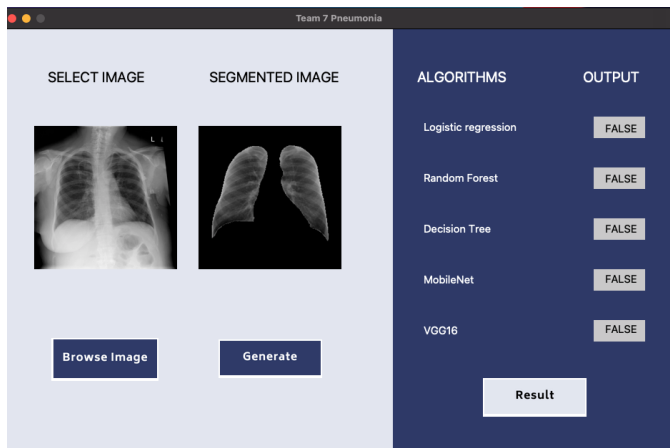 Team 7 Pneumonia
SELECT IMAGE
SEGMENTED IMAGE
L i
Browse Image
Generate
ALGORITHMS OUTPUT
Logistic regression FALSE
Random Forest FALSE
Decision Tree FALSE
MobileNet FALSE
VGG16 FALSE
Result